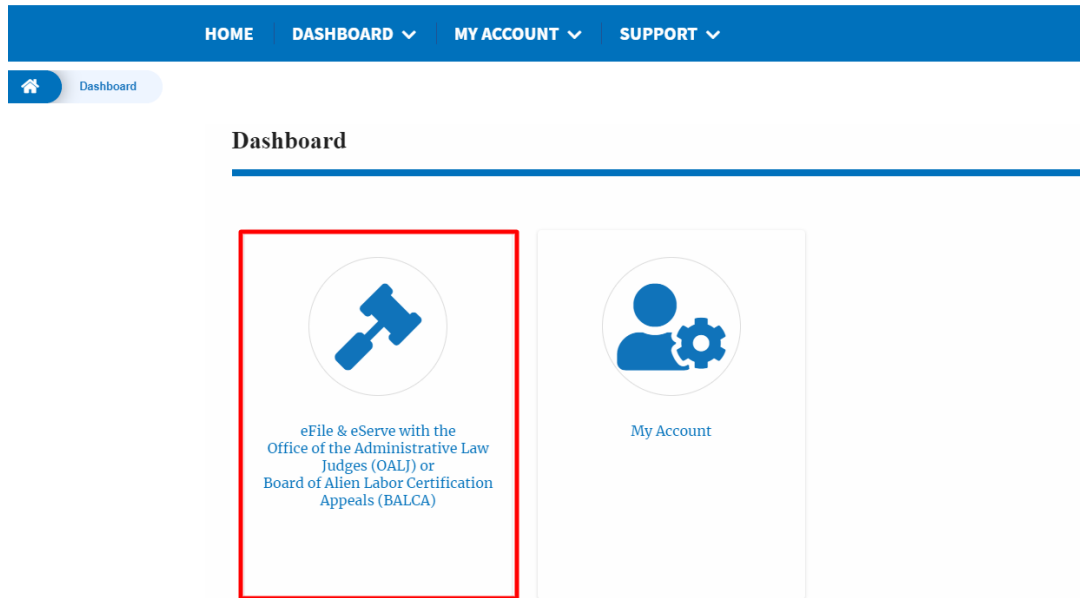 HOME DASHBOARD MY ACCOUNT SUPPORT
Dashboard
Dashboard
eFile & eServe with the
Office of the Administrative Law
Judges (OALJ) or
Board of Alien Labor Certification
Appeals (BALCA)
My Account